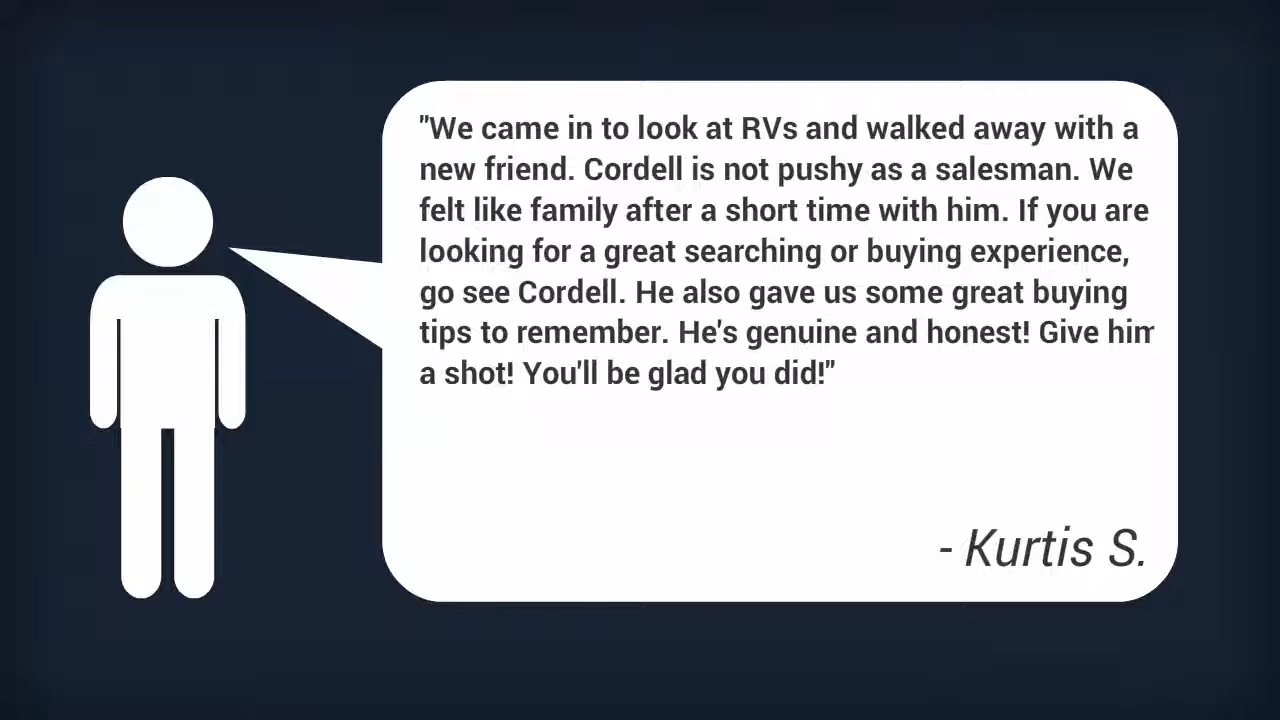 "We came in to look at RVs and walked away with a
new friend. Cordell is not pushy as a salesman. We
felt like family after a short time with him. If you are
looking for a great searching or buying experience,
go see Cordell. He also gave us some great buying
tips to remember. He's genuine and honest! Give him
a shot! You'll be glad you did!"
- Kurtis S.